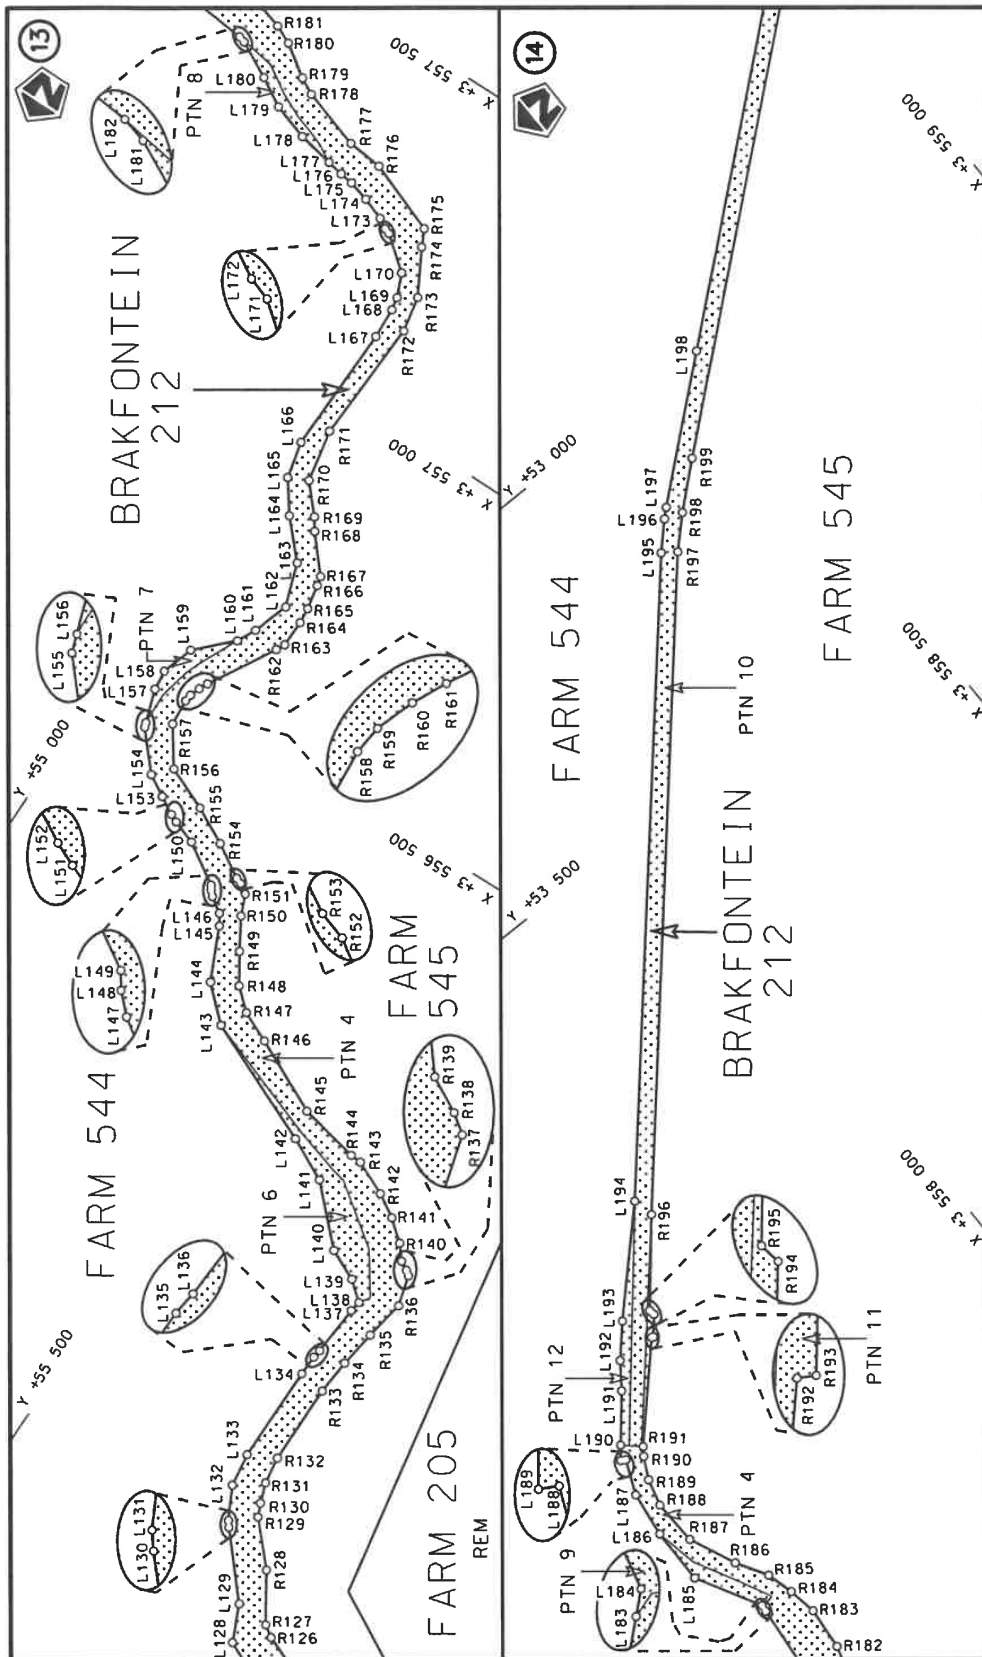 13
N
R181
R180
R179
R178
R177
R176
R175
R174
R173
R172
R171
R170
R169
R168
R167
R166
R165
R164
R163
R162
R157
R156
R155
R154
R151
R150
R149
R148
R147
R146
R145
R144
R143
R142
R141
R140
R136
R135
R134
R133
R132
R131
R130
R129
R128
R127
R126
L180
PTN 8
L179
L178
L177
L176
L175
L174
L173
L170
L169
L168
L167
L166
L165
L164
L163
L162
L161
L160
L159
L158
L157
L154
L153
L150
L146
L145
L144
L143
L142
L141
L140
L139
L138
L137
L134
L133
L132
L129
L128
L182
L181
L172
L171
L156
L155
L152
L151
L149
L148
L147
L136
L135
L131
L130
R158
R159
R160
R161
R153
R152
R139
R138
R137
BRAKFONTEIN
212
PTN 7
PTN 4
PTN 6
FARM 544
FARM
545
FARM 205
REM
X +3 557 500
X +3 557 000
X +3 556 500
Y +55 000
Y +55 500
14
N
X +3 559 000
X +3 558 500
X +3 558 000
Y +53 000
Y +53 500
FARM 544
FARM 545
BRAKFONTEIN
212
PTN 10
PTN 12
PTN 11
PTN 9
PTN 4
L198
L197
L196
L195
L194
L193
L192
L191
L190
L187
L186
L185
L189
L188
L184
L183
R199
R198
R197
R196
R195
R194
R193
R192
R191
R190
R189
R188
R187
R186
R185
R184
R183
R182